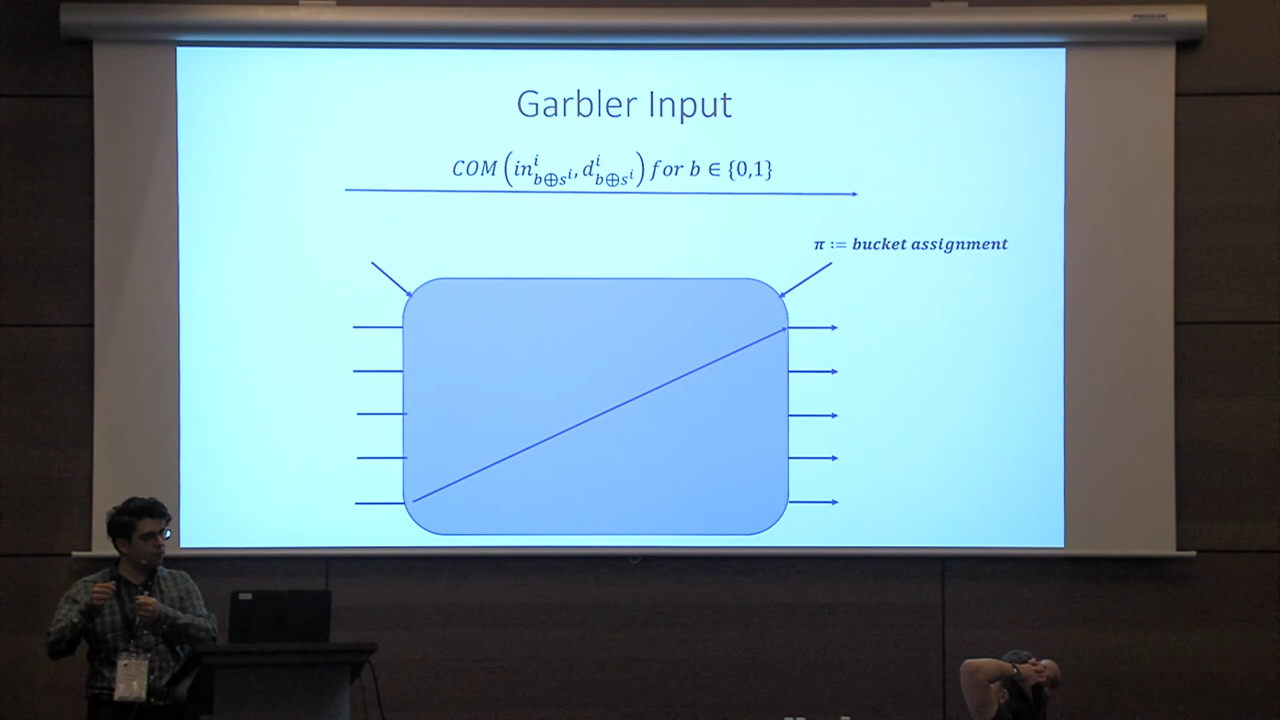 Garbler Input
COM (in^i_{b⊕s^i}, d^i_{b⊕s^i}) for b ∈ {0,1}
π := bucket assignment